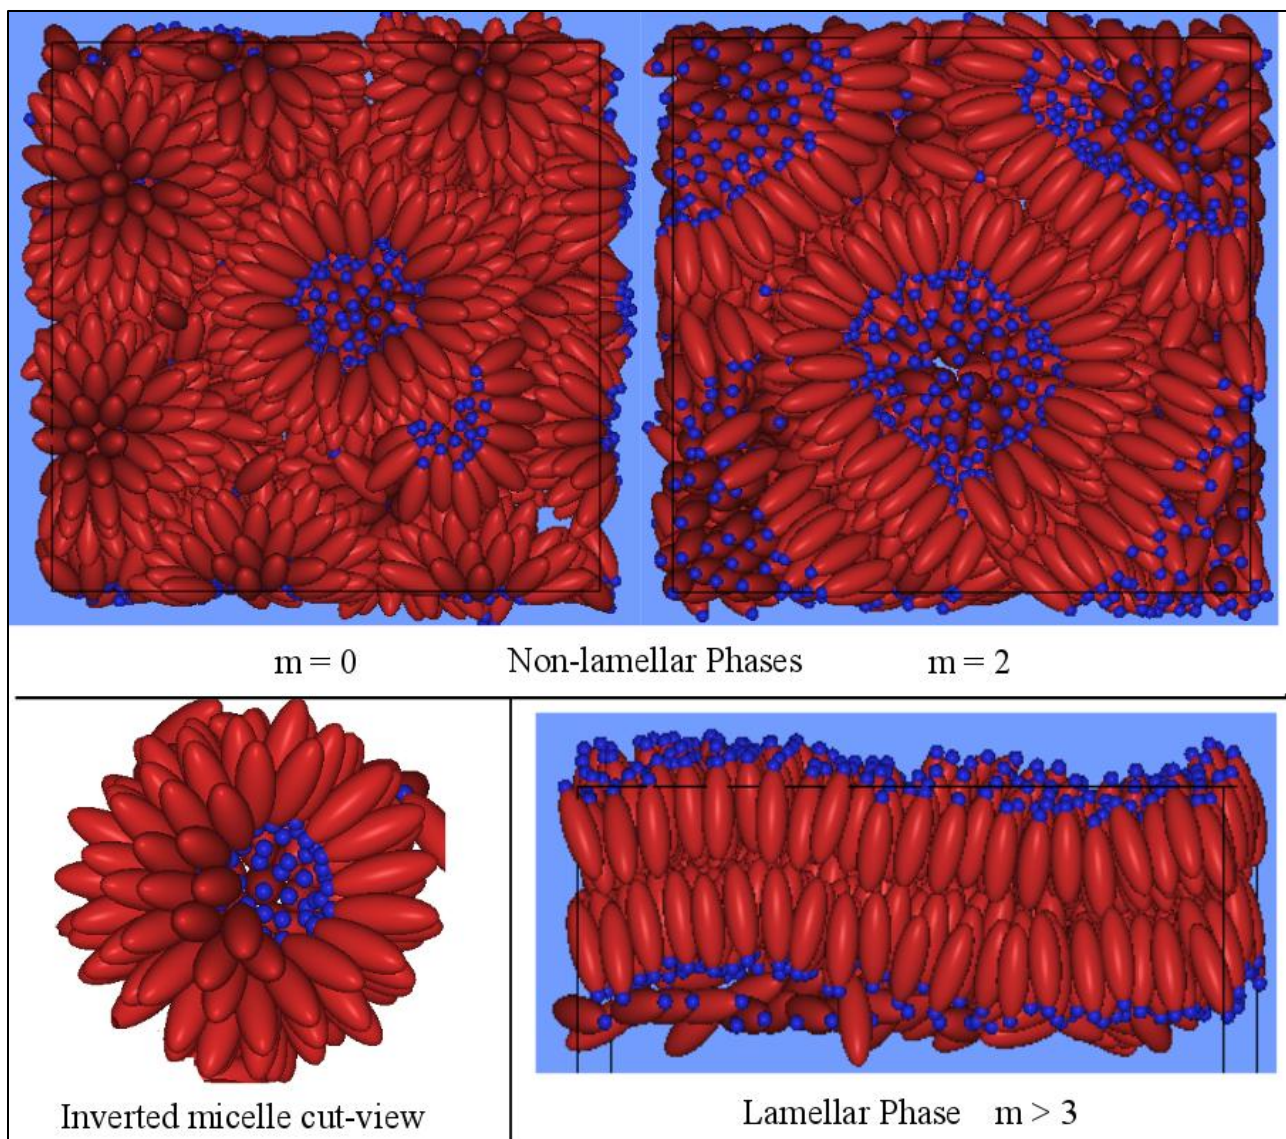 m = 0 Non-lamellar Phases m = 2
Inverted micelle cut-view
Lamellar Phase m > 3